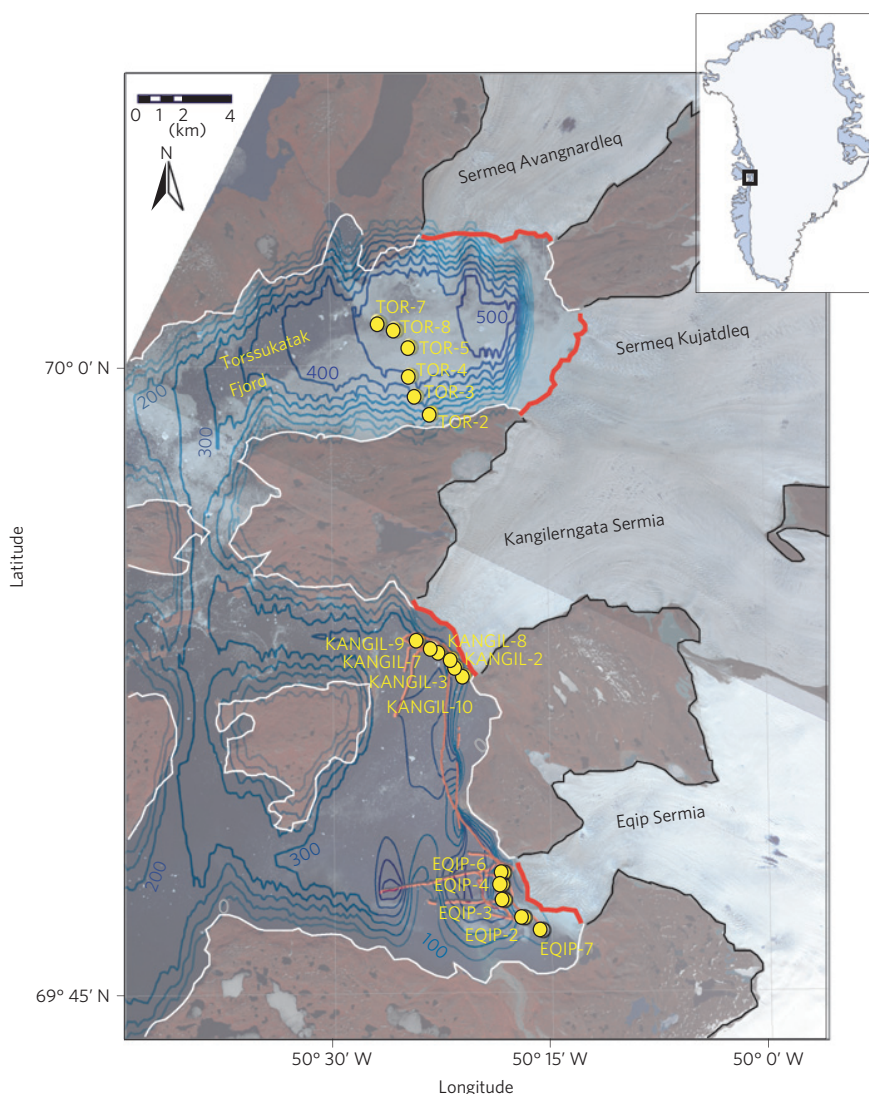 0 1 2 4
(km)
N
Sermeq Avangnardleq
TOR-7
TOR-8
500
TOR-5
Sermeq Kujatdleq
Torssukatak
Fjord
70° 0′ N
400
TOR-4
TOR-3
TOR-2
200
300
Kangilerngata Sermia
Latitude
KANGIL-9
KANGIL-8
KANGIL-7
KANGIL-2
KANGIL-3
KANGIL-10
0
Eqip Sermia
300
200
EQIP-6
EQIP-4
0
EQIP-3
EQIP-2
EQIP-7
100
69° 45′ N
50° 30′ W
50° 15′ W
50° 0′ W
Longitude